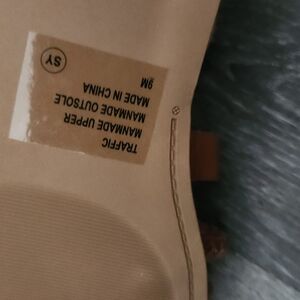 TRAFFIC
MANMADE UPPER
MANMADE OUTSOLE
MADE IN CHINA
9M
SY